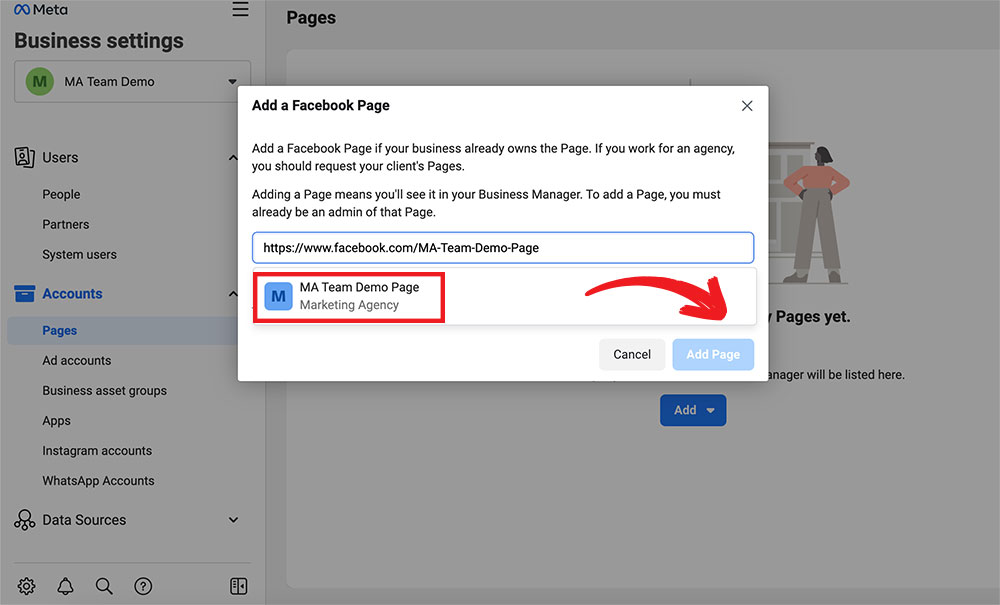 Meta
Business settings
M
MA Team Demo
Users
People
Partners
System users
Accounts
Pages
Ad accounts
Business asset groups
Apps
Instagram accounts
WhatsApp Accounts
Data Sources
Pages
Add a Facebook Page
Add a Facebook Page if your business already owns the Page. If you work for an agency,
you should request your client's Pages.
Adding a Page means you'll see it in your Business Manager. To add a Page, you must
already be an admin of that Page.
https://www.facebook.com/MA-Team-Demo-Page
M
MA Team Demo Page
Marketing Agency
Cancel
Add Page
Pages yet.
will be listed here.
Add